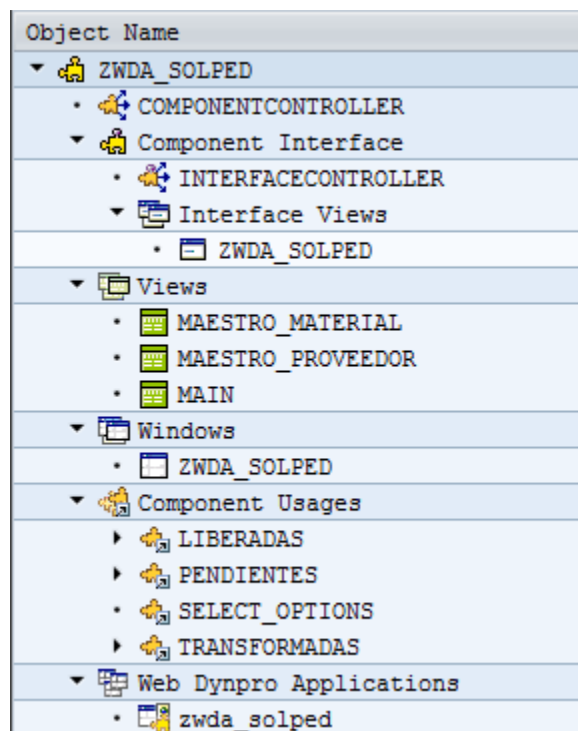 Object Name
ZWDA_SOLPED
COMPONENTCONTROLLER
Component Interface
INTERFACECONTROLLER
Interface Views
ZWDA_SOLPED
Views
MAESTRO_MATERIAL
MAESTRO_PROVEEDOR
MAIN
Windows
ZWDA_SOLPED
Component Usages
LIBERADAS
PENDIENTES
SELECT_OPTIONS
TRANSFORMADAS
Web Dynpro Applications
zwda_solped